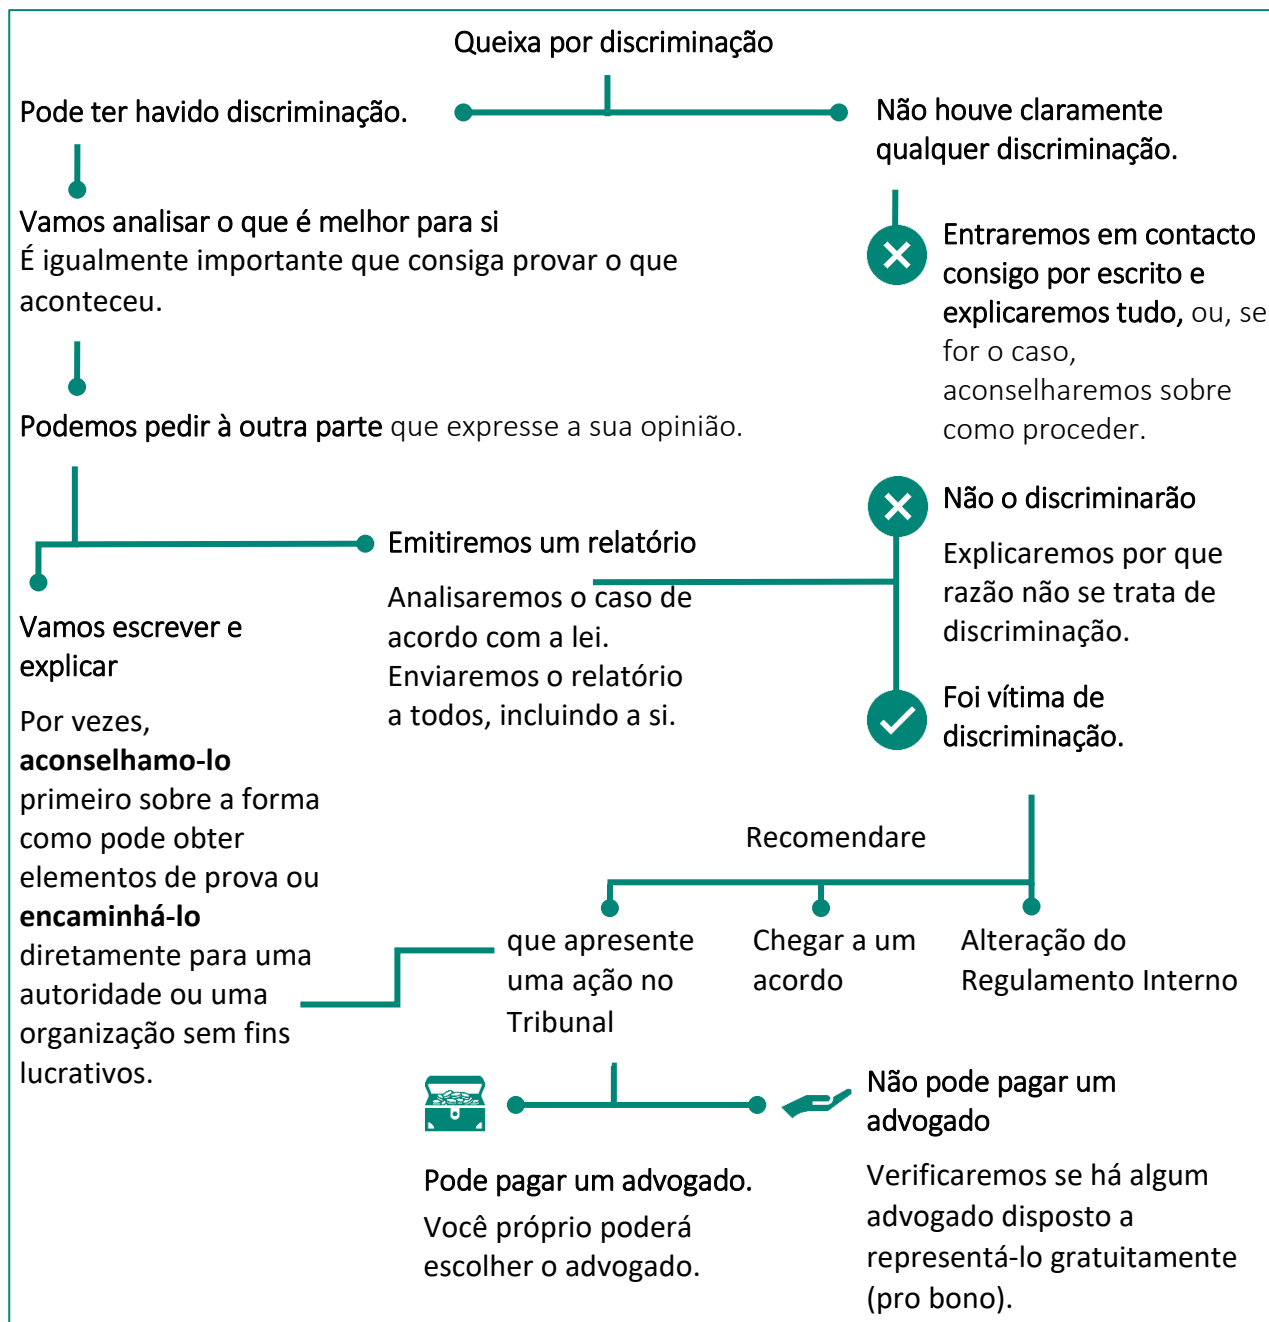 Queixa por discriminação
Pode ter havido discriminação.
Não houve claramente
qualquer discriminação.
Vamos analisar o que é melhor para si
É igualmente importante que consiga provar o que
aconteceu.
Entraremos em contacto
consigo por escrito e
explicaremos tudo, ou, se
for o caso,
aconselharemos sobre
como proceder.
Podemos pedir à outra parte que expresse a sua opinião.
Não o discriminarão
Explicaremos por que
razão não se trata de
discriminação.
Emitiremos um relatório
Analisaremos o caso de
acordo com a lei.
Enviaremos o relatório
a todos, incluindo a si.
Vamos escrever e
explicar
Por vezes,
aconselhamo-lo
primeiro sobre a forma
como pode obter
elementos de prova ou
encaminhá-lo
diretamente para uma
autoridade ou uma
organização sem fins
lucrativos.
Foi vítima de
discriminação.
Recomendare
que apresente
uma ação no
Tribunal
Chegar a um
acordo
Alteração do
Regulamento Interno
Pode pagar um advogado.
Você próprio poderá
escolher o advogado.
Não pode pagar um
advogado
Verificaremos se há algum
advogado disposto a
representá-lo gratuitamente
(pro bono).